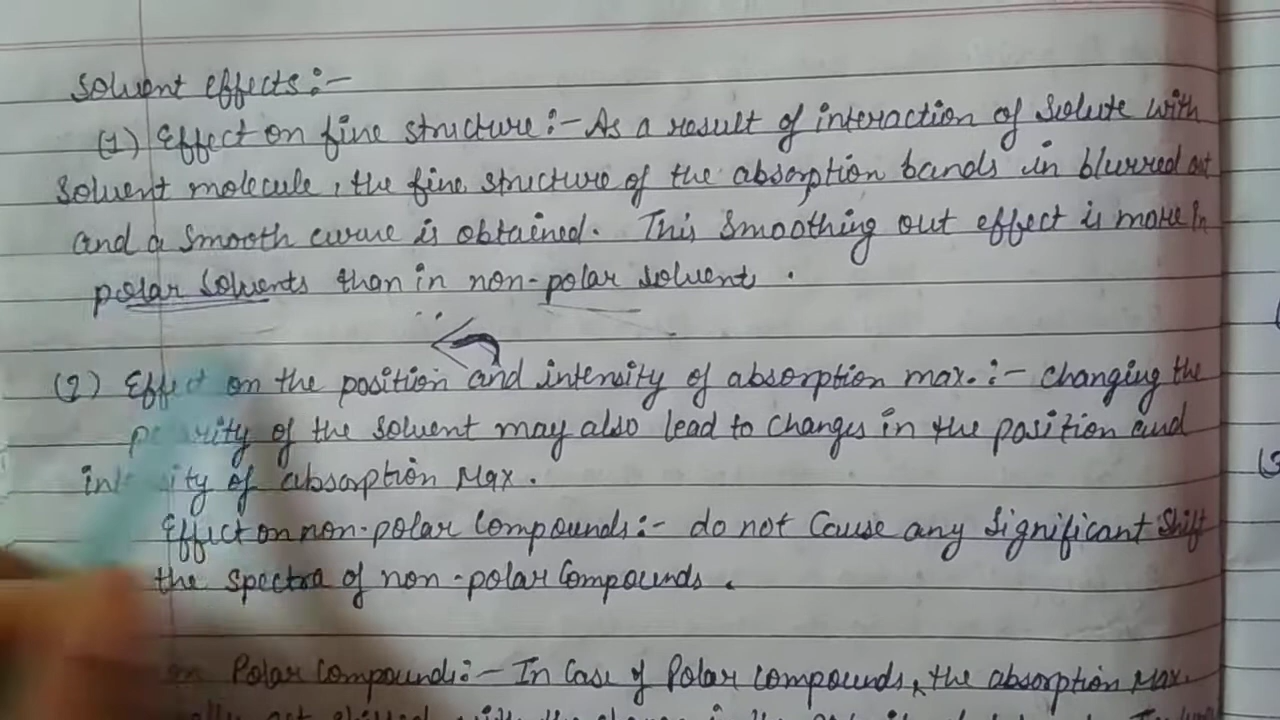 Solvent effects:-
(1) Effect on fine structure:- As a result of interaction of Solute with
Solvent molecule, the fine structure of the absorption bands in blurred out
and a smooth curve is obtained. This smoothing out effect is more in
polar solvents than in non-polar solvents.
(2) Effect on the position and intensity of absorption max.:- changing the
polarity of the solvent may also lead to changes in the position and
intensity of absorption Max.
Effect on non-polar Compounds:- do not Cause any Significant Shift
the spectra of non-polar Compounds.
on Polar Compounds:- In Case of Polar compounds, the absorption Max.